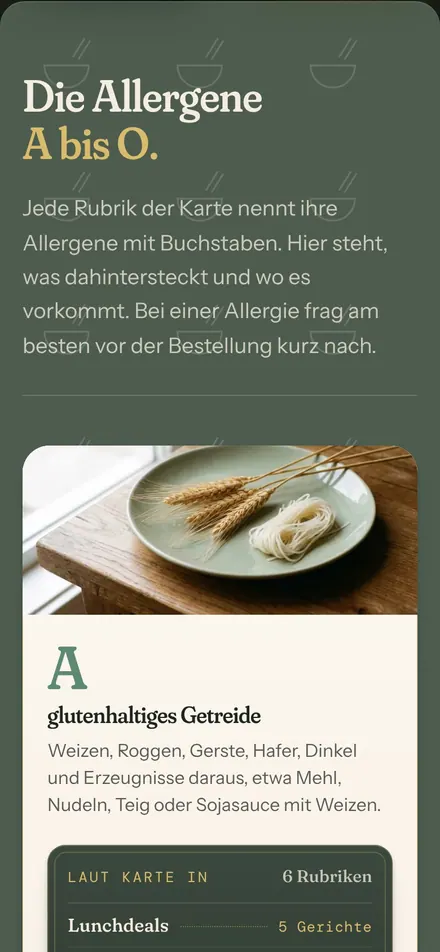 Die Allergene
A bis O.
Jede Rubrik der Karte nennt ihre
Allergene mit Buchstaben. Hier steht,
was dahintersteckt und wo es
vorkommt. Bei einer Allergie frag am
besten vor der Bestellung kurz nach.
A
glutenhaltiges Getreide
Weizen, Roggen, Gerste, Hafer, Dinkel
und Erzeugnisse daraus, etwa Mehl,
Nudeln, Teig oder Sojasauce mit Weizen.
LAUT KARTE IN 6 Rubriken
Lunchdeals 5 Gerichte